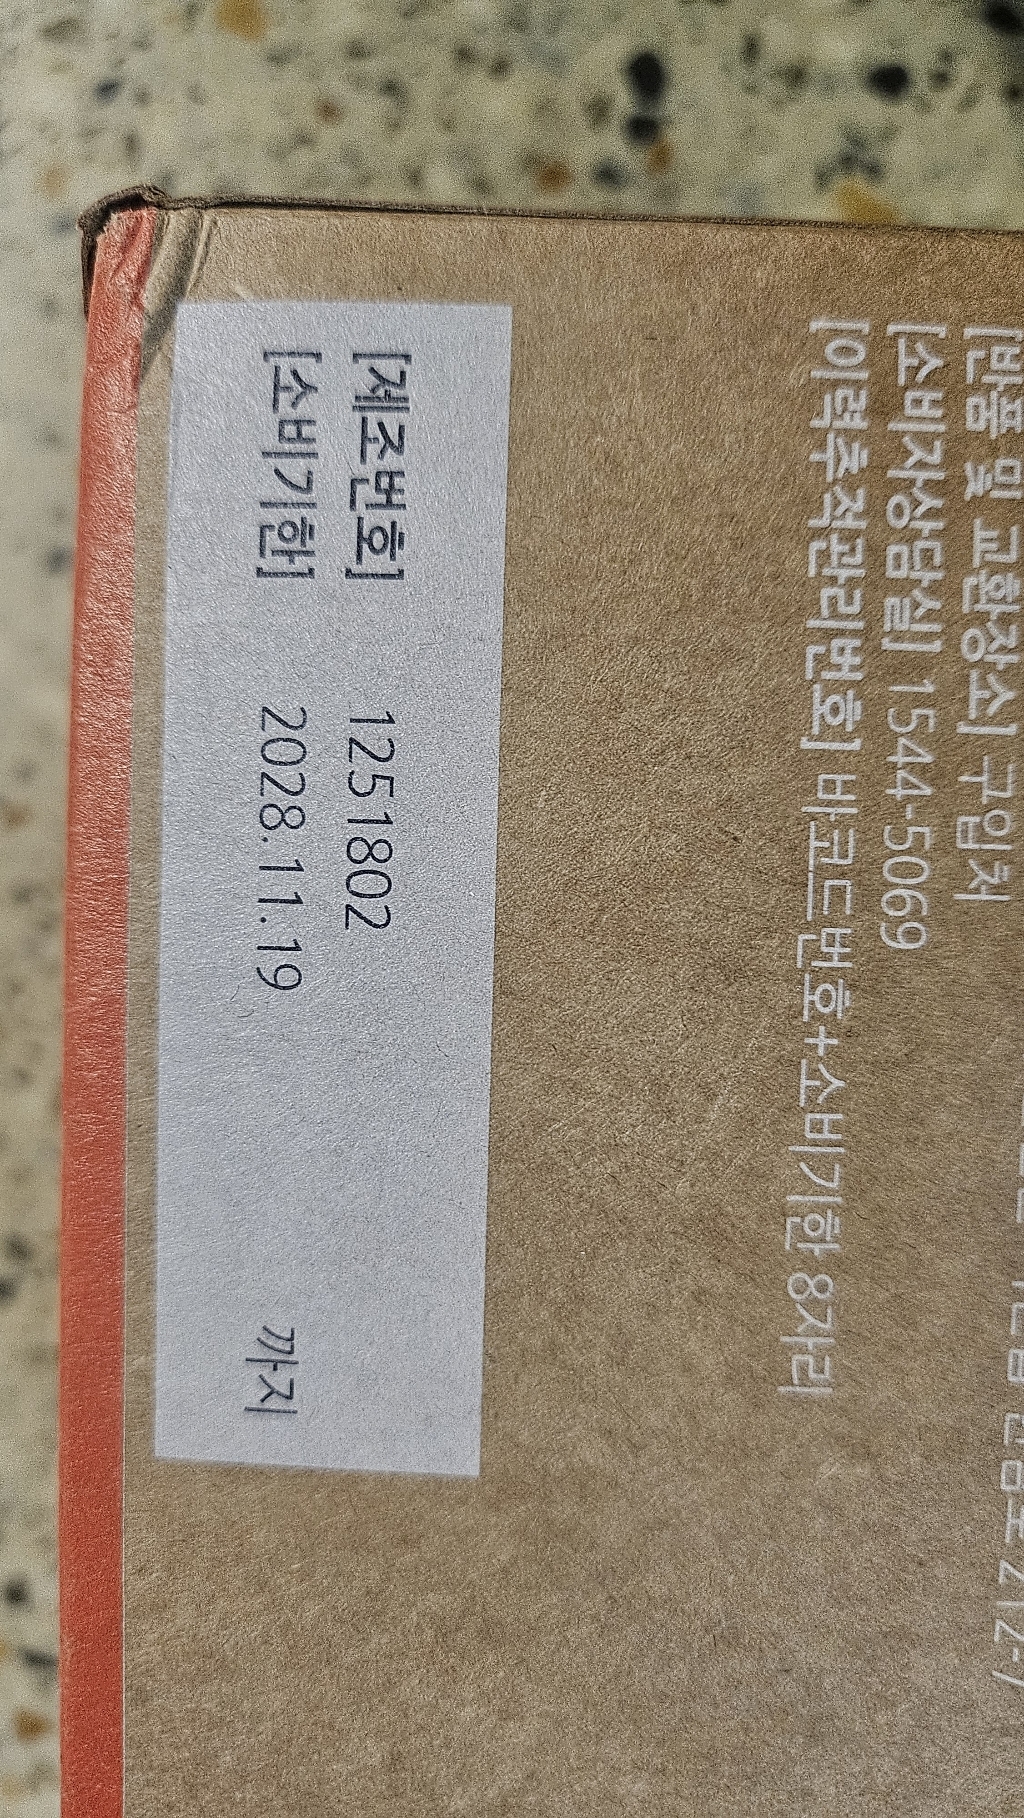 [반품 및 교환장소] 구입처
[소비자상담실] 1544-5069
[이력추적관리번호] 바코드번호+소비기한 8자리
[제조번호] 1251802
[소비기한] 2028.11.19 까지